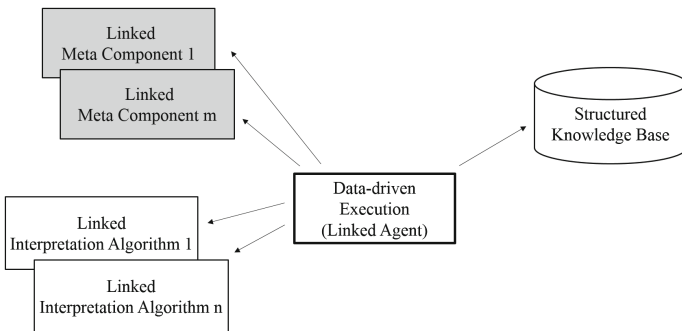 Linked
Meta Component 1
Linked
Meta Component m
Structured
Knowledge Base
Data-driven
Execution
(Linked Agent)
Linked
Interpretation Algorithm 1
Linked
Interpretation Algorithm n